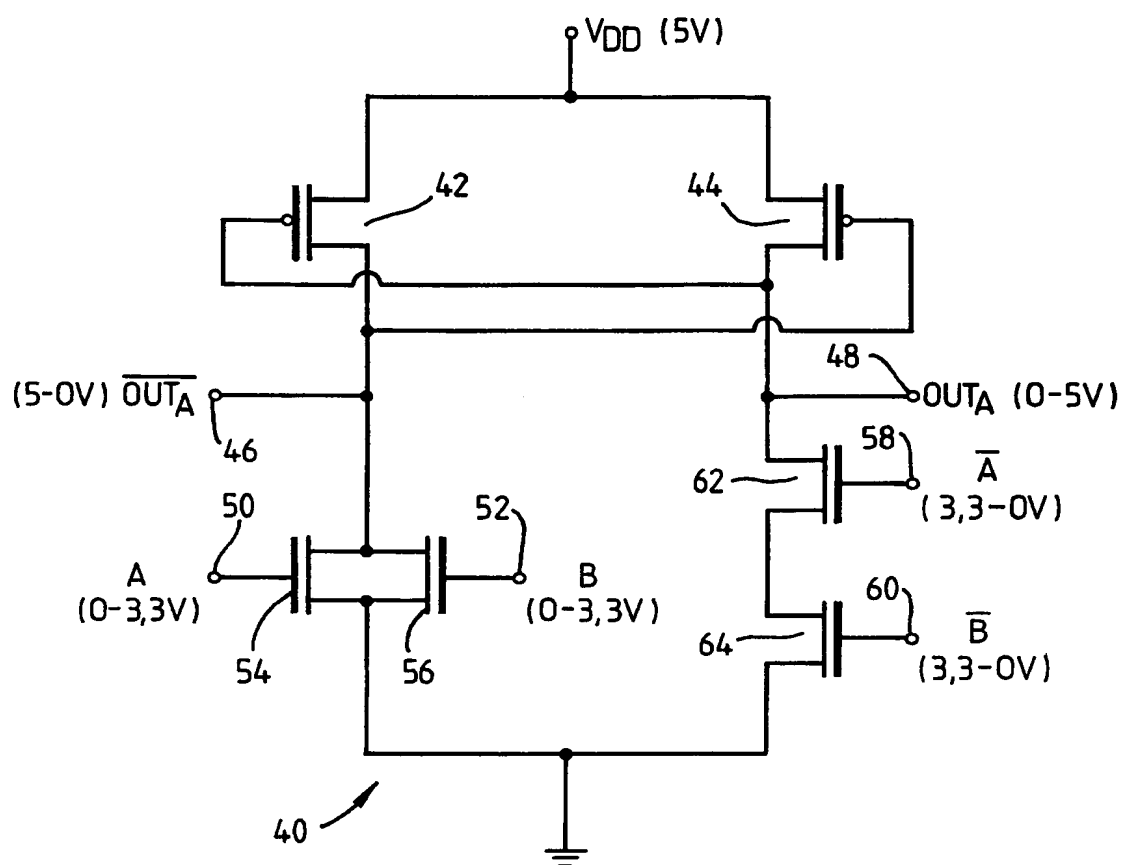 V_DD (5V)
42
44
48
(5-0V) O̅U̅T̅_A̅
OUT_A (0-5V)
46
58
62
A̅
(3,3-0V)
50
52
A
(0-3,3V)
B
(0-3,3V)
60
64
B̅
(3,3-0V)
54
56
40